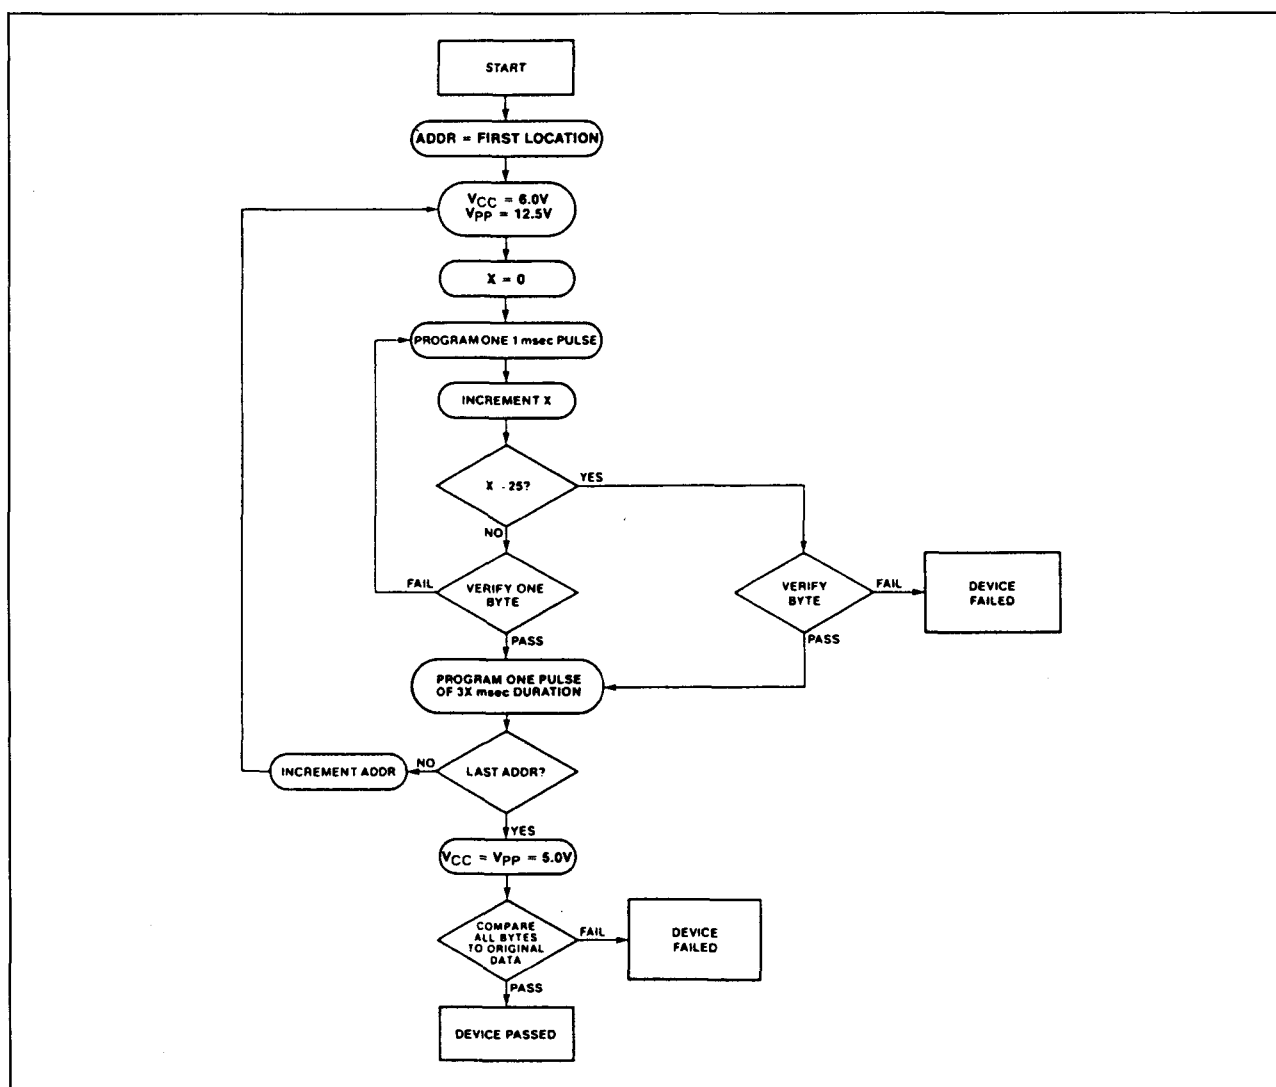 START
ADDR = FIRST LOCATION
VCC = 6.0V
VPP = 12.5V
X = 0
PROGRAM ONE 1 msec PULSE
INCREMENT X
X - 25?
YES
NO
FAIL
VERIFY ONE
BYTE
VERIFY
BYTE
FAIL
DEVICE
FAILED
PASS
PASS
PROGRAM ONE PULSE
OF 3X msec DURATION
INCREMENT ADDR
NO
LAST ADDR?
YES
VCC = VPP = 5.0V
COMPARE
ALL BYTES
TO ORIGINAL
DATA
FAIL
DEVICE
FAILED
PASS
DEVICE PASSED